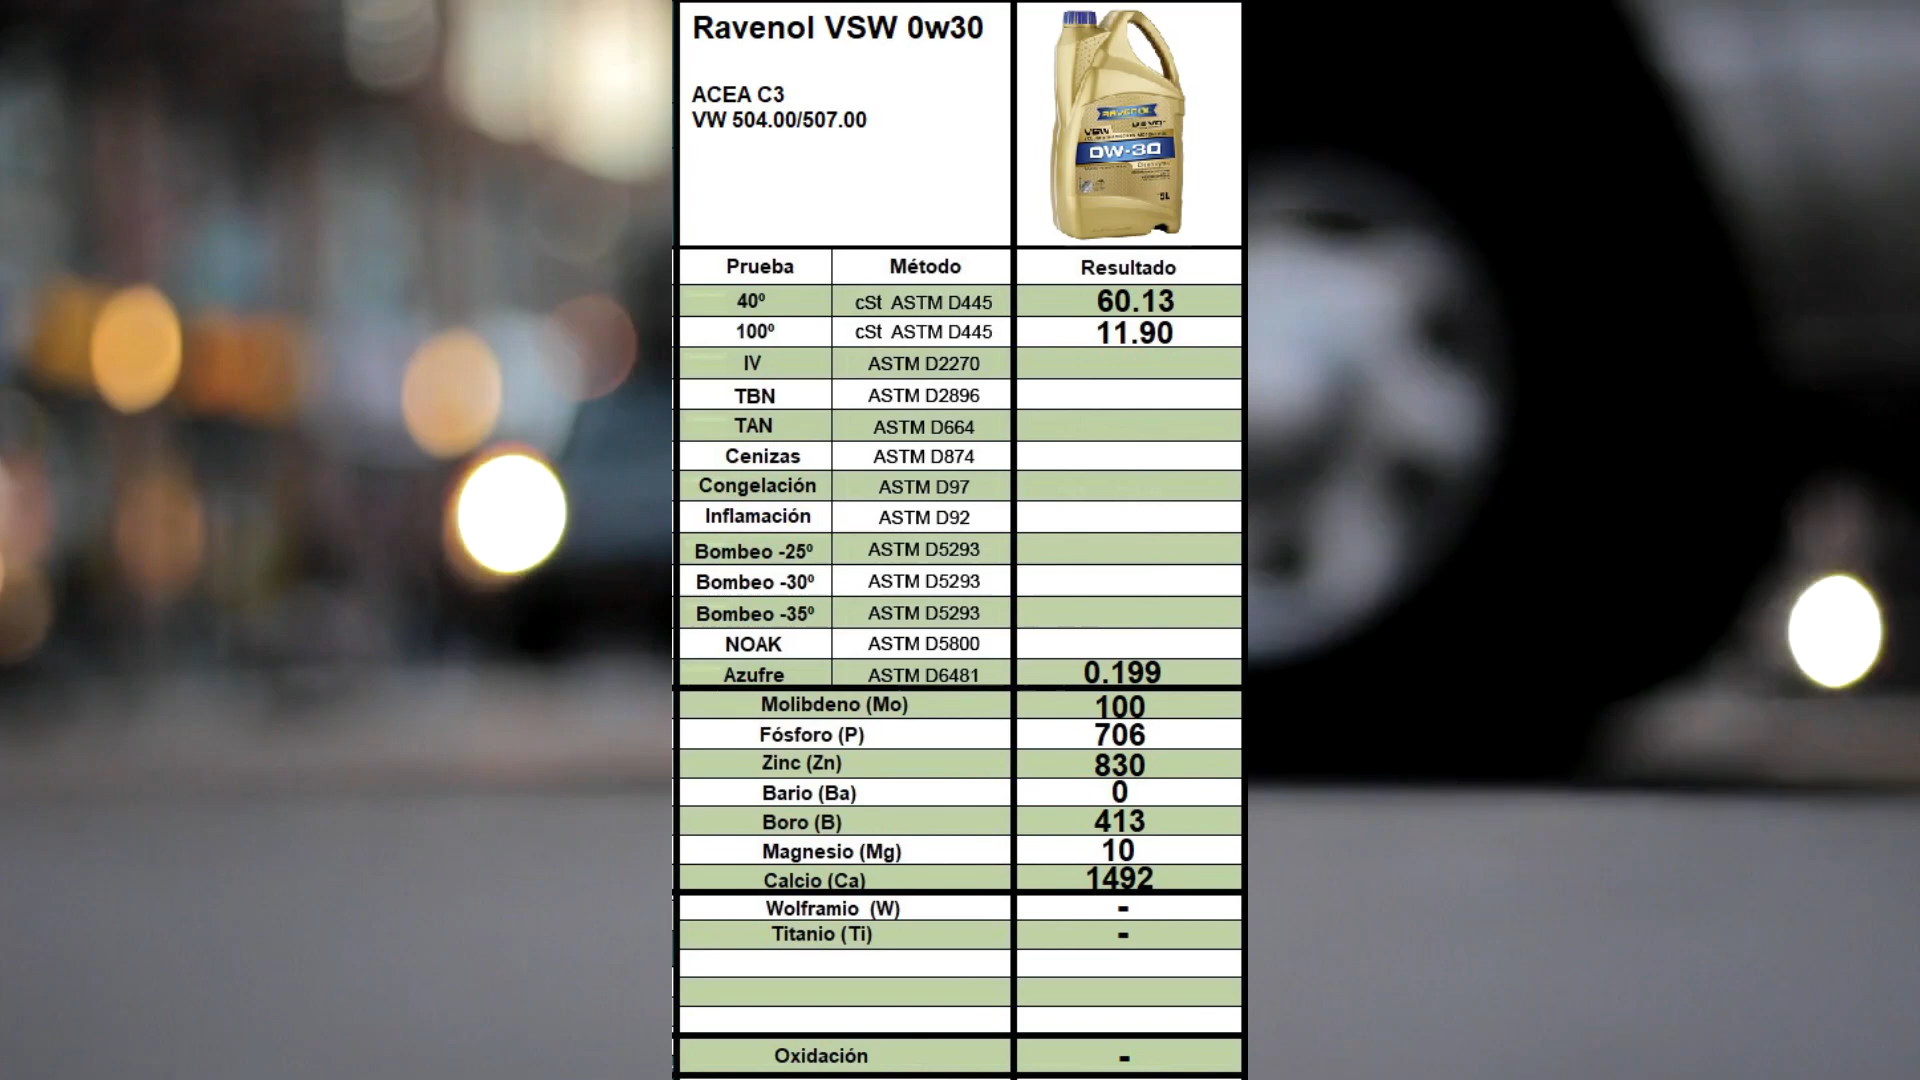 Ravenol VSW 0w30
ACEA C3
VW 504.00/507.00
RAVENOL
VSW
0W-30
5L
Prueba Método Resultado
40º cSt ASTM D445 60.13
100º cSt ASTM D445 11.90
IV ASTM D2270
TBN ASTM D2896
TAN ASTM D664
Cenizas ASTM D874
Congelación ASTM D97
Inflamación ASTM D92
Bombeo -25º ASTM D5293
Bombeo -30º ASTM D5293
Bombeo -35º ASTM D5293
NOAK ASTM D5800
Azufre ASTM D6481 0.199
Molibdeno (Mo) 100
Fósforo (P) 706
Zinc (Zn) 830
Bario (Ba) 0
Boro (B) 413
Magnesio (Mg) 10
Calcio (Ca) 1492
Wolframio (W) -
Titanio (Ti) -
Oxidación -